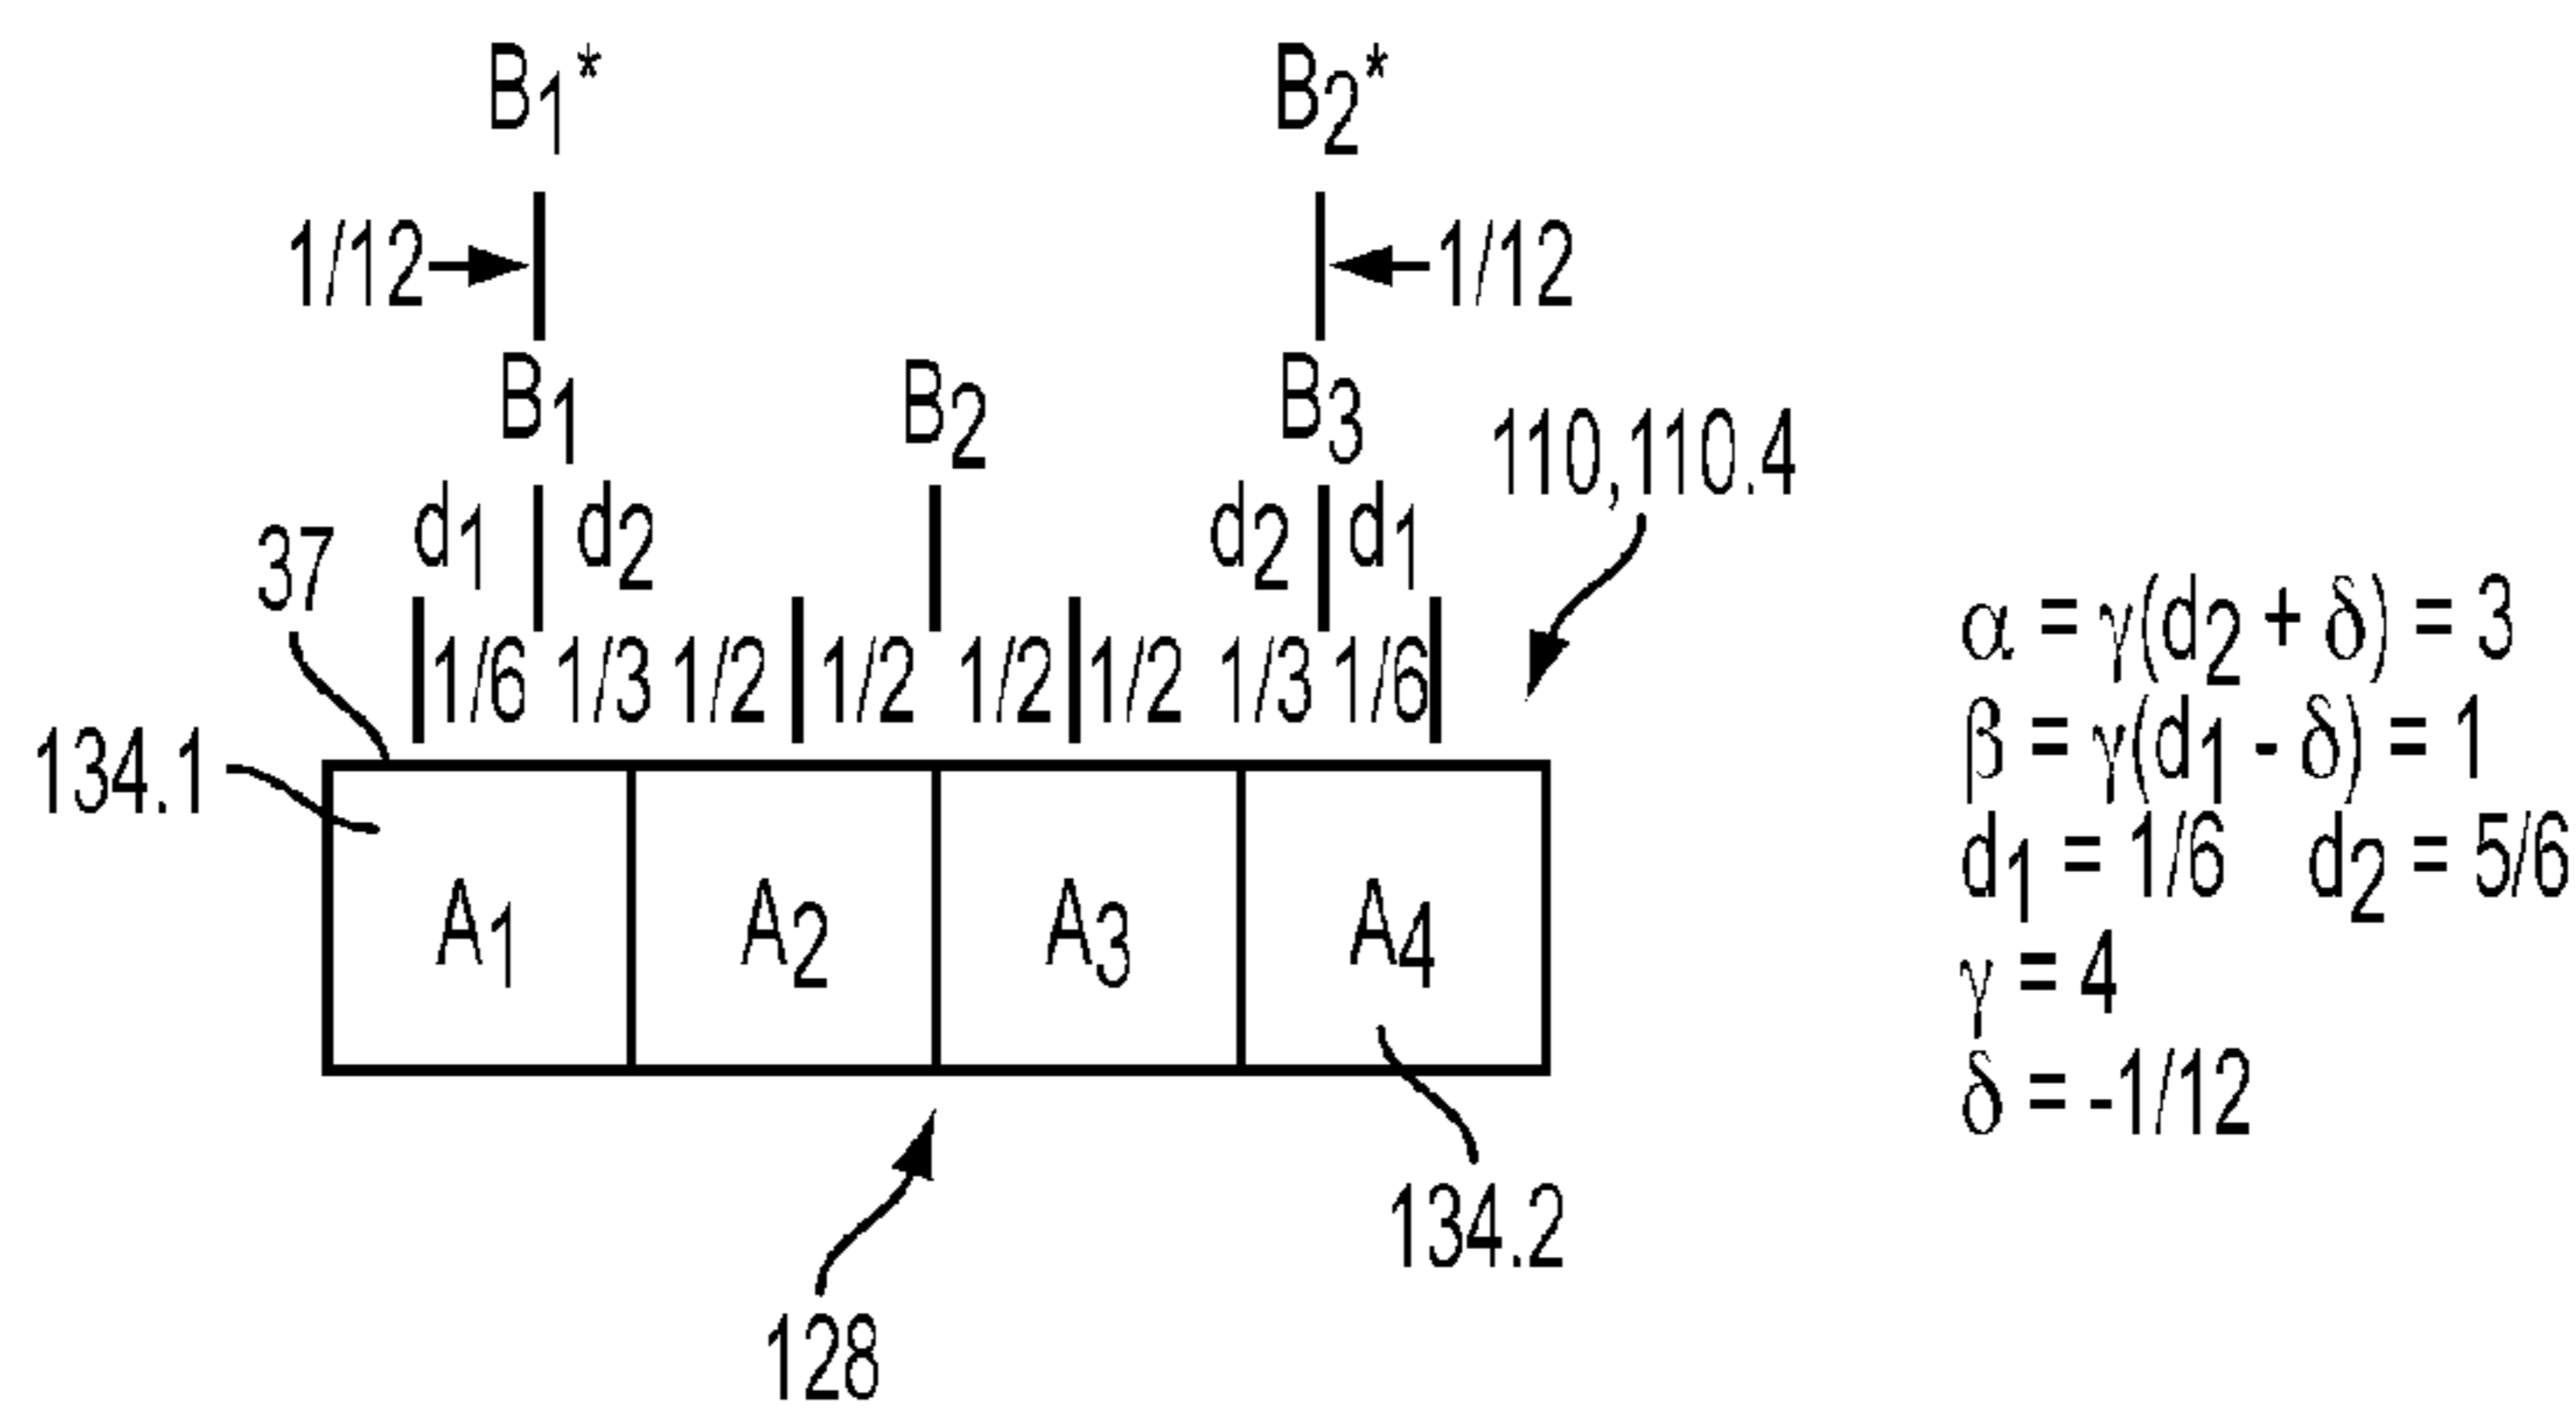 B1* B2*
1/12 1/12
B1 B2 B3
110,110.4
d1 d2 d2 d1
37
1/6 1/3 1/2 1/2 1/2 1/2 1/3 1/6
134.1
A1 A2 A3 A4
134.2
128
α = γ(d2 + δ) = 3
β = γ(d1 - δ) = 1
d1 = 1/6 d2 = 5/6
γ = 4
δ = -1/12